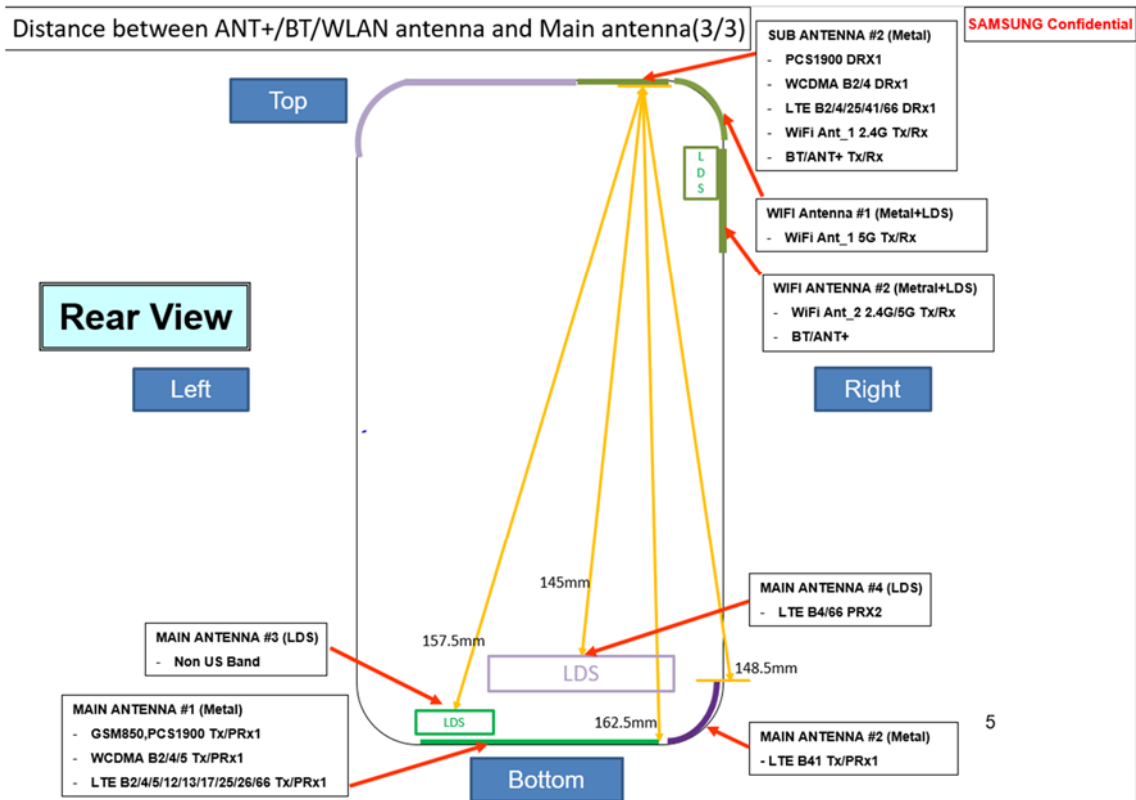 Distance between ANT+/BT/WLAN antenna and Main antenna(3/3)
SAMSUNG Confidential
SUB ANTENNA #2 (Metal)
- PCS1900 DRX1
- WCDMA B2/4 DRx1
- LTE B2/4/25/41/66 DRx1
- WiFi Ant_1 2.4G Tx/Rx
- BT/ANT+ Tx/Rx
Top
L
D
S
WIFI Antenna #1 (Metal+LDS)
- WiFi Ant_1 5G Tx/Rx
WIFI ANTENNA #2 (Metral+LDS)
- WiFi Ant_2 2.4G/5G Tx/Rx
- BT/ANT+
Rear View
Left
Right
145mm
MAIN ANTENNA #4 (LDS)
- LTE B4/66 PRX2
157.5mm
MAIN ANTENNA #3 (LDS)
- Non US Band
LDS
148.5mm
MAIN ANTENNA #1 (Metal)
- GSM850,PCS1900 Tx/PRx1
- WCDMA B2/4/5 Tx/PRx1
- LTE B2/4/5/12/13/17/25/26/66 Tx/PRx1
LDS
162.5mm
5
MAIN ANTENNA #2 (Metal)
- LTE B41 Tx/PRx1
Bottom